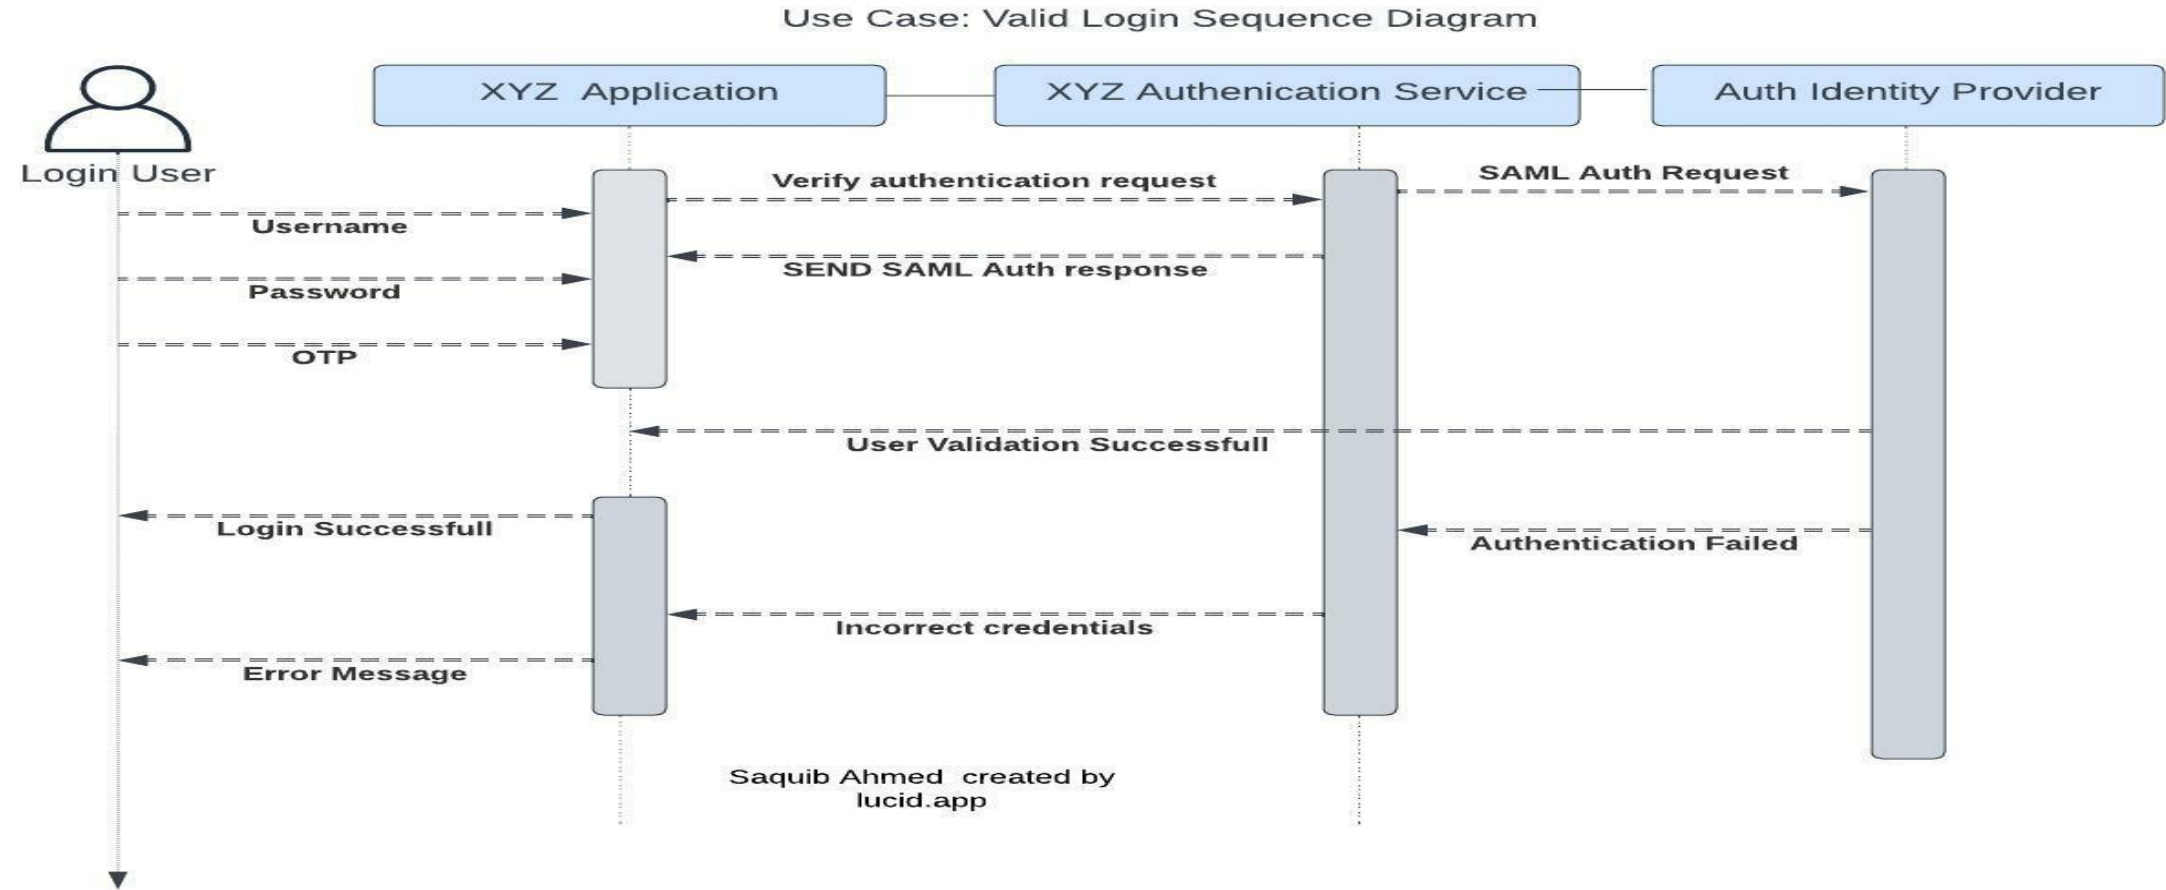 Use Case: Valid Login Sequence Diagram
XYZ Application
XYZ Authenication Service
Auth Identity Provider
Login User
Verify authentication request
SAML Auth Request
Username
SEND SAML Auth response
Password
OTP
User Validation Successfull
Login Successfull
Authentication Failed
Incorrect credentials
Error Message
Saquib Ahmed created by
lucid.app